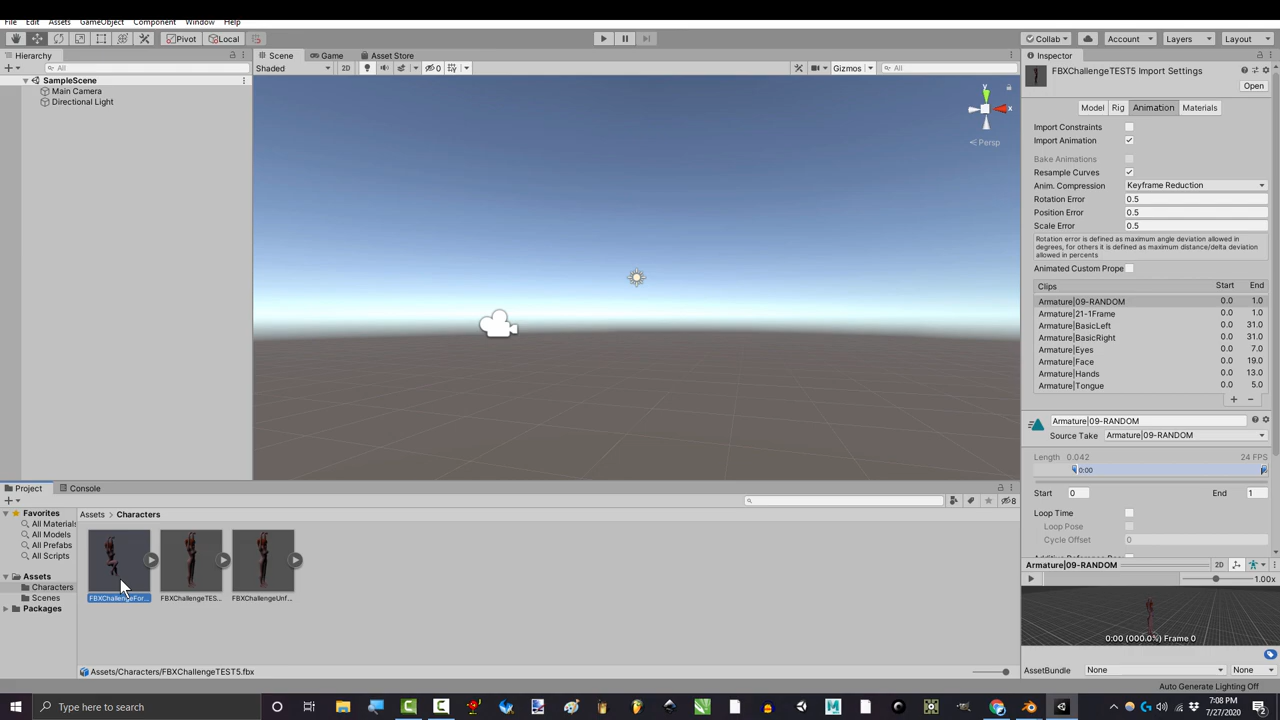 File Edit Assets GameObject Component Window Help
Pivot Local Collab Account Layers Layout
Hierarchy Scene Game Asset Store Inspector
All Shaded 2D 0 Gizmos All
SampleScene
Main Camera
Directional Light
y
x
Persp
FBXChallengeTEST5 Import Settings
Open
Model Rig Animation Materials
Import Constraints
Import Animation
Bake Animations
Resample Curves
Anim. Compression Keyframe Reduction
Rotation Error 0.5
Position Error 0.5
Scale Error 0.5
Rotation error is defined as maximum angle deviation allowed in
degrees, for others it is defined as maximum distance/delta deviation
allowed in percents
Animated Custom Prope
Clips Start End
Armature|09-RANDOM 0.0 1.0
Armature|21-1Frame 0.0 1.0
Armature|BasicLeft 0.0 31.0
Armature|BasicRight 0.0 31.0
Armature|Eyes 0.0 7.0
Armature|Face 0.0 19.0
Armature|Hands 0.0 13.0
Armature|Tongue 0.0 5.0
Armature|09-RANDOM
Source Take Armature|09-RANDOM
Length 0.042 24 FPS
0:00
Start 0 End 1
Loop Time
Loop Pose
Cycle Offset 0
Additive Reference Po
Armature|09-RANDOM 2D
1.00x
0:00 (000.0%) Frame 0
AssetBundle None None
Auto Generate Lighting Off
Project Console
8
Favorites
All Materials
All Models
All Prefabs
All Scripts
Assets
Characters
Scenes
Packages
Assets > Characters
FBXChallengeFor... FBXChallengeTES... FBXChallengeUnf...
Assets/Characters/FBXChallengeTEST5.fbx
Type here to search
7:08 PM
7/27/2020